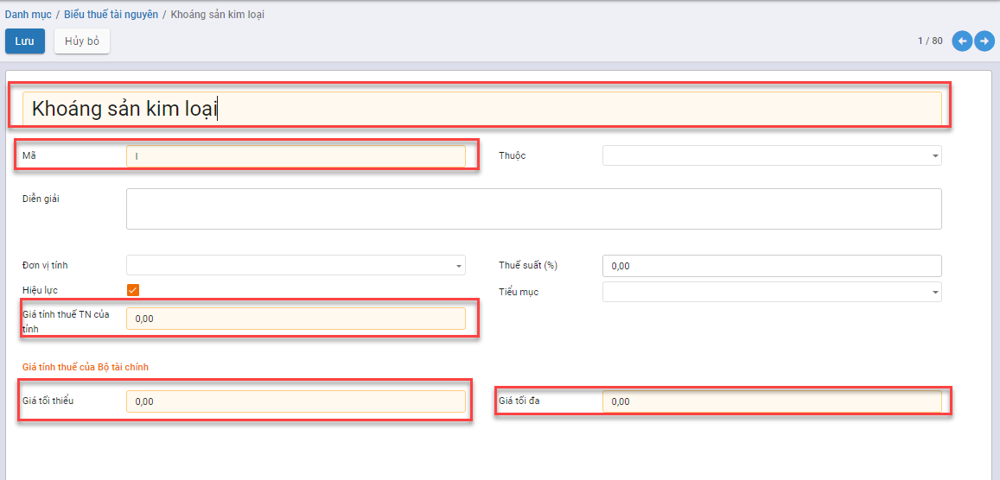 Danh mục / Biểu thuế tài nguyên / Khoáng sản kim loại
Lưu Hủy bỏ 1 / 80
Khoáng sản kim loại
Mã I Thuộc
Diễn giải
Đơn vị tính Thuế suất (%) 0,00
Hiệu lực Tiểu mục
Giá tính thuế TN của
tỉnh
0,00
Giá tính thuế của Bộ tài chính
Giá tối thiểu 0,00 Giá tối đa 0,00